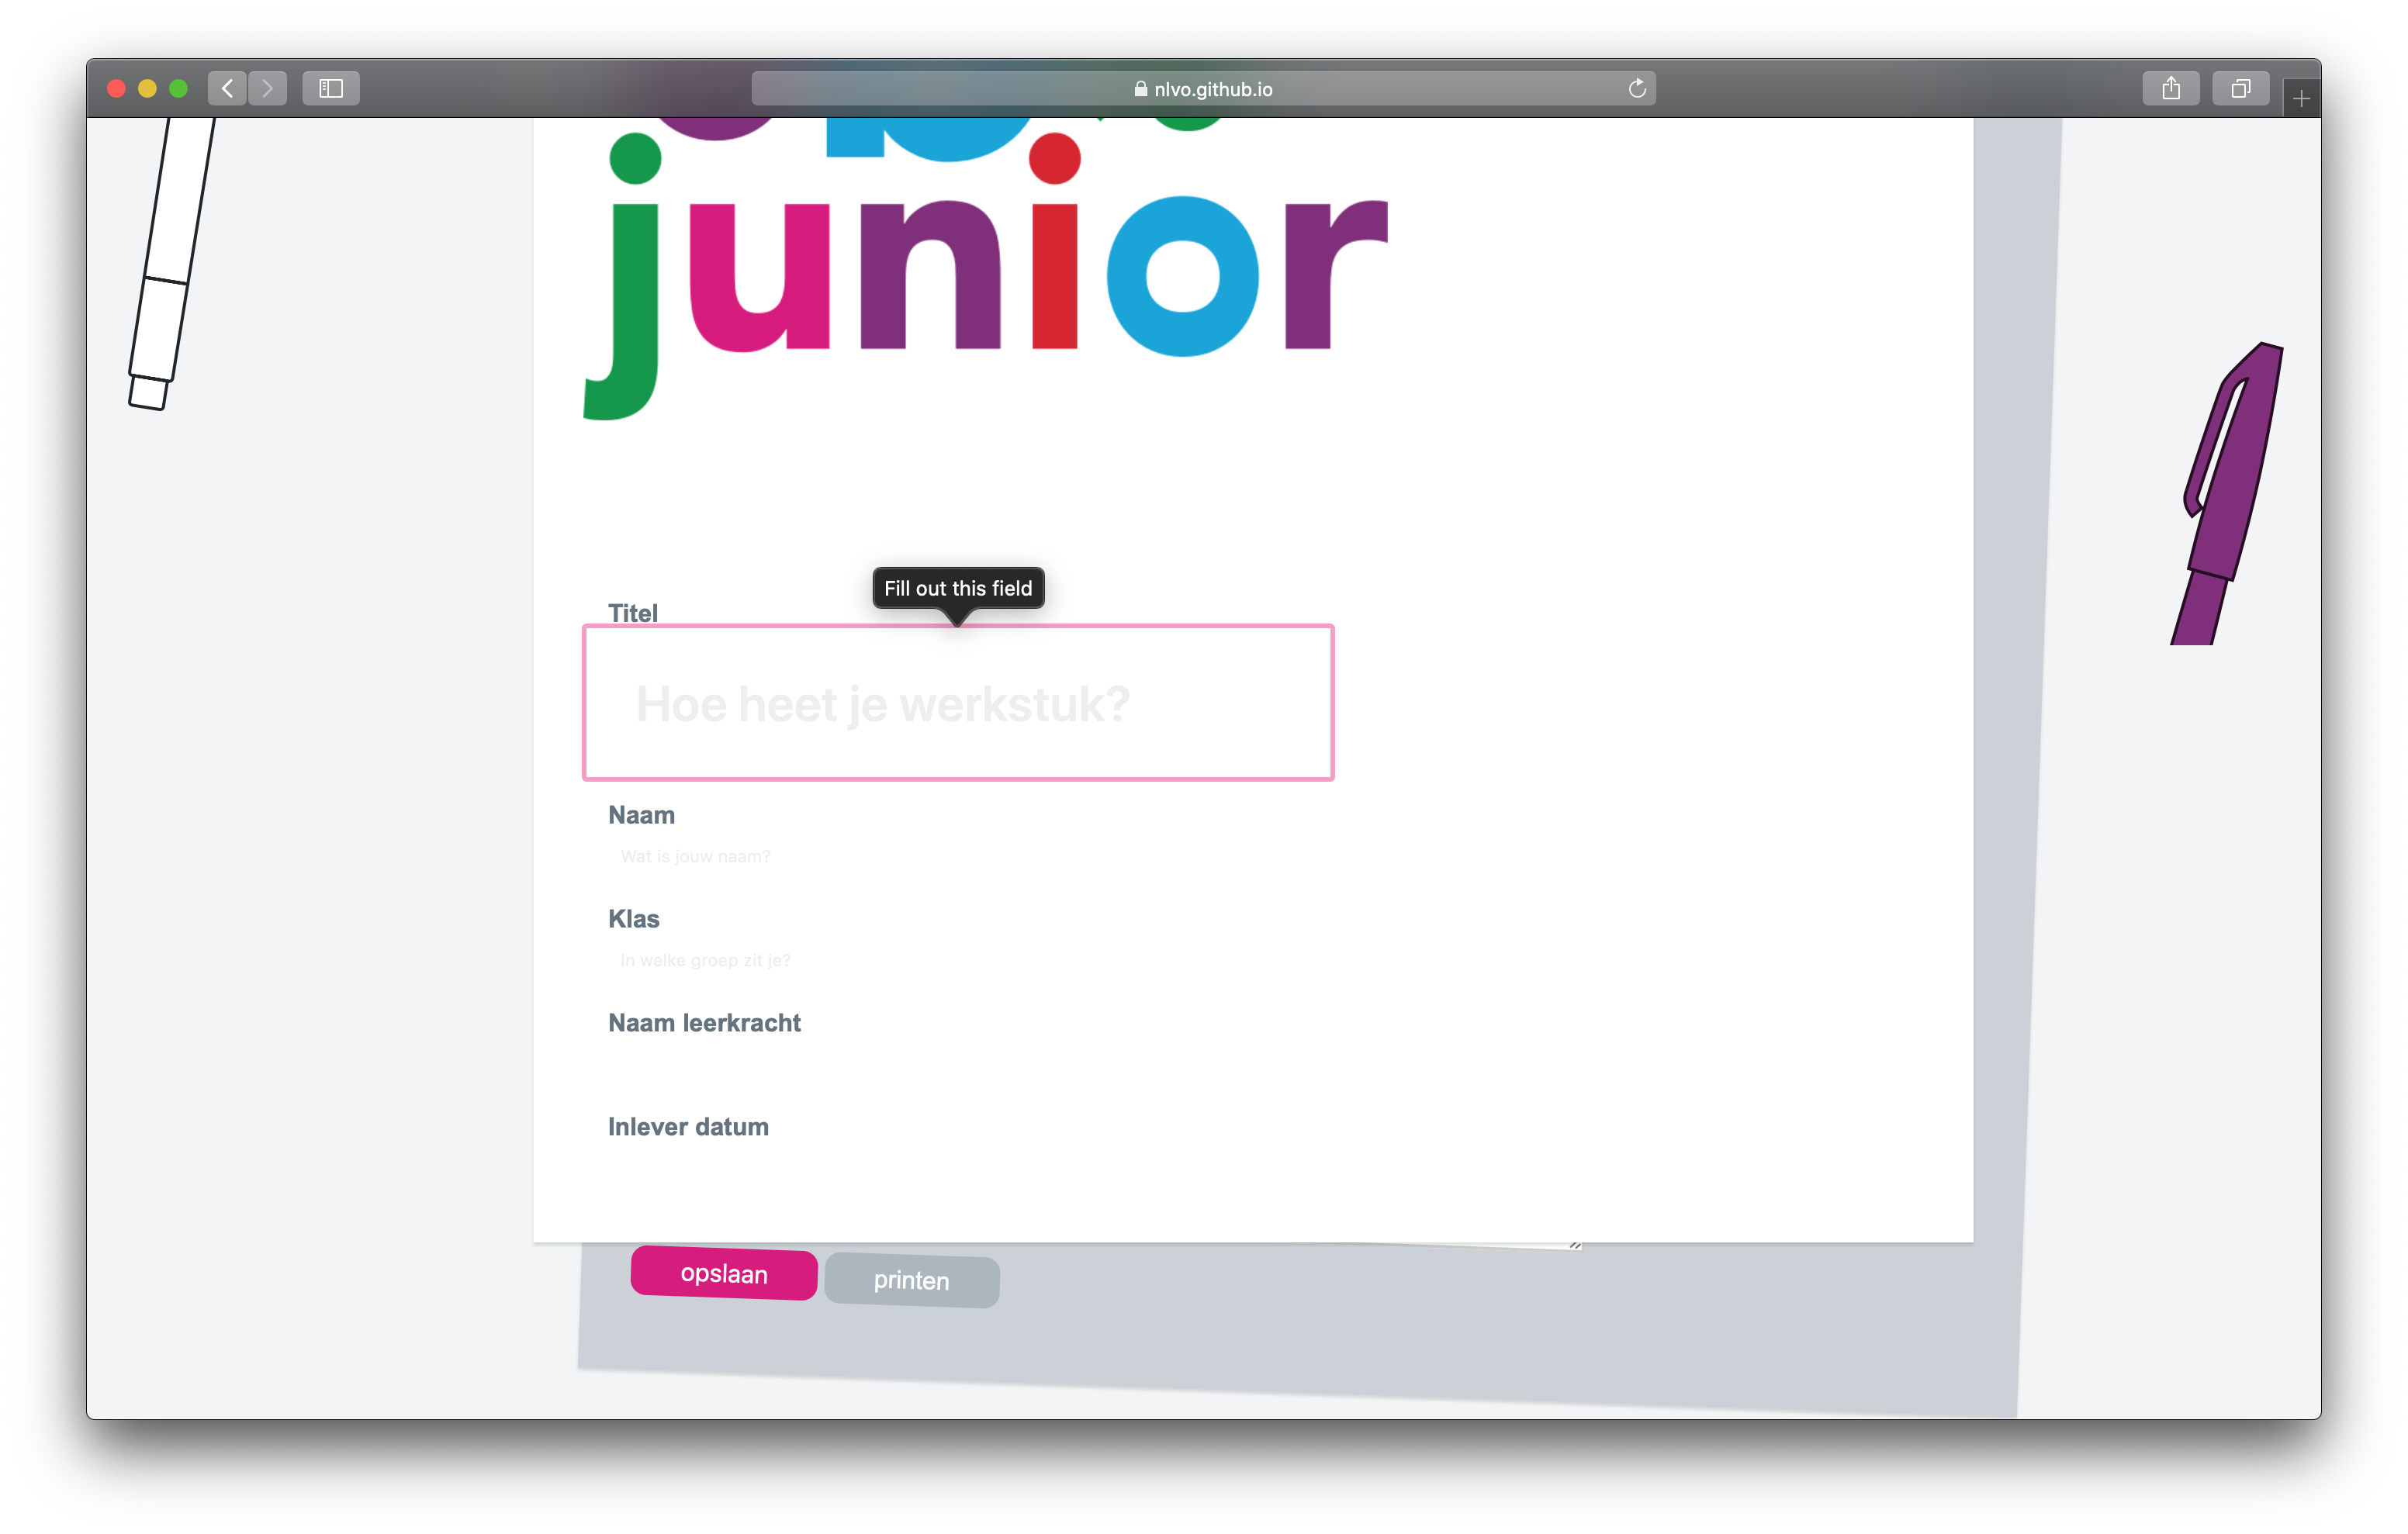 nlvo.github.io
junior
Fill out this field
Titel
Hoe heet je werkstuk?
Naam
Wat is jouw naam?
Klas
In welke groep zit je?
Naam leerkracht
Inlever datum
opslaan
printen